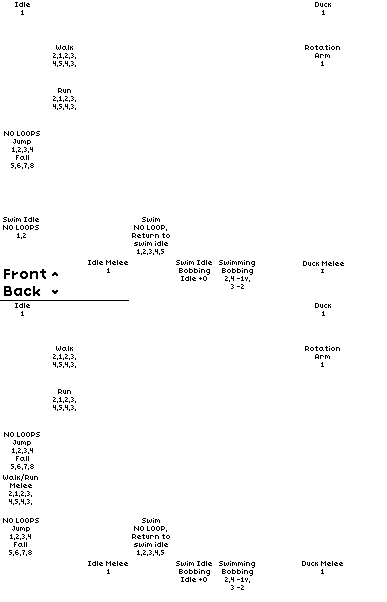 Idle
1
Duck
1
Walk
2,1,2,3,
4,5,4,3,
Rotation
Arm
1
Run
2,1,2,3,
4,5,4,3,
NO LOOPS
Jump
1,2,3,4
Fall
5,6,7,8
Swim Idle
NO LOOPS
1,2
Swim
NO LOOP,
Return to
swim idle
1,2,3,4,5
Idle Melee
1
Swim Idle
Bobbing
Idle +0
Swimming
Bobbing
2,4 -1v,
3 -2
Duck Melee
1
Front ^
Back ˅
Idle
1
Duck
1
Walk
2,1,2,3,
4,5,4,3,
Rotation
Arm
1
Run
2,1,2,3,
4,5,4,3,
NO LOOPS
Jump
1,2,3,4
Fall
5,6,7,8
Walk/Run
Melee
2,1,2,3,
4,5,4,3,
NO LOOPS
Jump
1,2,3,4
Fall
5,6,7,8
Swim
NO LOOP,
Return to
swim idle
1,2,3,4,5
Idle Melee
1
Swim Idle
Bobbing
Idle +0
Swimming
Bobbing
2,4 -1v,
3 -2
Duck Melee
1